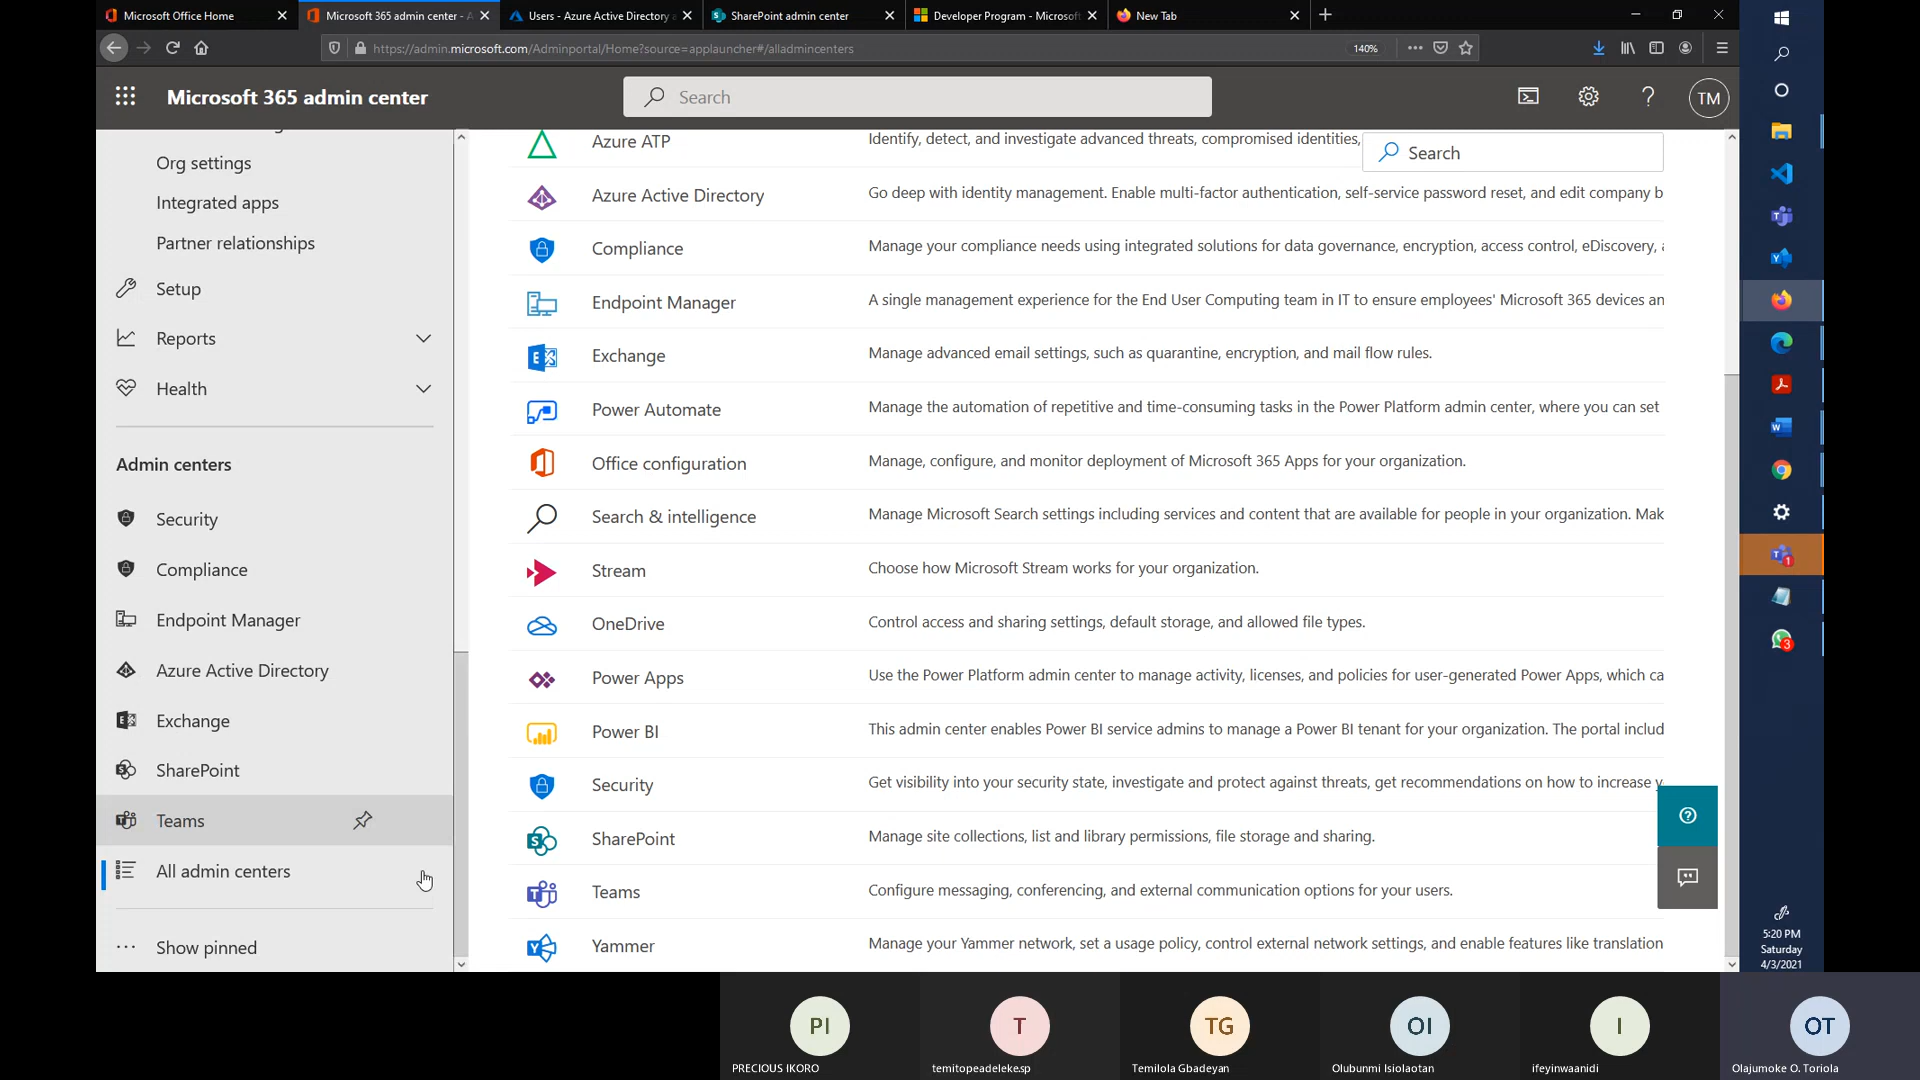 Microsoft Office Home
Microsoft 365 admin center - A
Users - Azure Active Directory a
SharePoint admin center
Developer Program - Microsoft
New Tab
https://admin.microsoft.com/Adminportal/Home?source=applauncher#/alladmincenters
140%
Microsoft 365 admin center
Search
TM
Org settings
Integrated apps
Partner relationships
Setup
Reports
Health
Admin centers
Security
Compliance
Endpoint Manager
Azure Active Directory
Exchange
SharePoint
Teams
All admin centers
Show pinned
Search
Azure ATP
Identify, detect, and investigate advanced threats, compromised identities,
Azure Active Directory
Go deep with identity management. Enable multi-factor authentication, self-service password reset, and edit company b
Compliance
Manage your compliance needs using integrated solutions for data governance, encryption, access control, eDiscovery,
Endpoint Manager
A single management experience for the End User Computing team in IT to ensure employees' Microsoft 365 devices an
Exchange
Manage advanced email settings, such as quarantine, encryption, and mail flow rules.
Power Automate
Manage the automation of repetitive and time-consuming tasks in the Power Platform admin center, where you can set
Office configuration
Manage, configure, and monitor deployment of Microsoft 365 Apps for your organization.
Search & intelligence
Manage Microsoft Search settings including services and content that are available for people in your organization. Mak
Stream
Choose how Microsoft Stream works for your organization.
OneDrive
Control access and sharing settings, default storage, and allowed file types.
Power Apps
Use the Power Platform admin center to manage activity, licenses, and policies for user-generated Power Apps, which ca
Power BI
This admin center enables Power BI service admins to manage a Power BI tenant for your organization. The portal includ
Security
Get visibility into your security state, investigate and protect against threats, get recommendations on how to increase y
SharePoint
Manage site collections, list and library permissions, file storage and sharing.
Teams
Configure messaging, conferencing, and external communication options for your users.
Yammer
Manage your Yammer network, set a usage policy, control external network settings, and enable features like translation
1
3
5:20 PM
Saturday
4/3/2021
PI
T
TG
OI
I
OT
PRECIOUS IKORO
temitopeadeleke.sp
Temilola Gbadeyan
Olubunmi Isiolaotan
ifeyinwaanidi
Olajumoke O. Toriola